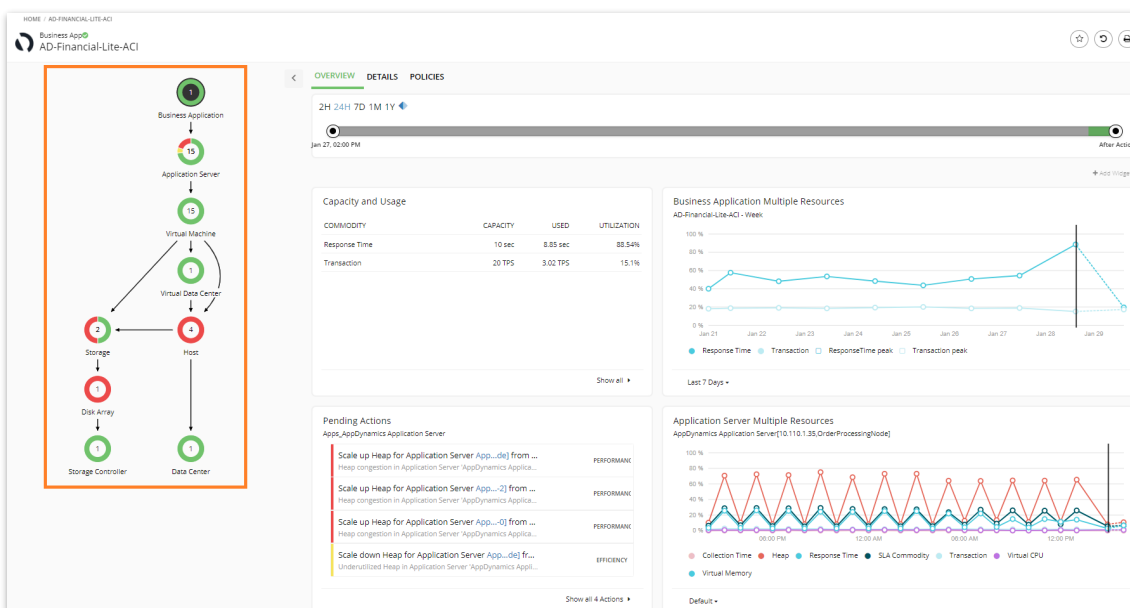 HOME / AD-FINANCIAL-LITE-ACI
Business App
AD-Financial-Lite-ACI
1
Business Application
15
Application Server
15
Virtual Machine
1
Virtual Data Center
2
4
Storage
Host
1
Disk Array
1
1
Storage Controller
Data Center
OVERVIEW DETAILS POLICIES
2H 24H 7D 1M 1Y
Jan 27, 02:00 PM
After Actio
+ Add Widge
Capacity and Usage
COMMODITY CAPACITY USED UTILIZATION
Response Time 10 sec 8.85 sec 88.54%
Transaction 20 TPS 3.02 TPS 15.1%
Show all
Business Application Multiple Resources
AD-Financial-Lite-ACI - Week
100 %
80 %
60 %
40 %
20 %
0 %
Jan 21 Jan 22 Jan 23 Jan 24 Jan 25 Jan 26 Jan 27 Jan 28 Jan 29
Response Time Transaction ResponseTime peak Transaction peak
Last 7 Days
Pending Actions
Apps_AppDynamics Application Server
Scale up Heap for Application Server App...de] from ...
Heap congestion in Application Server 'AppDynamics Applica...
PERFORMANC
Scale up Heap for Application Server App...-2] from ...
Heap congestion in Application Server 'AppDynamics Applica...
PERFORMANC
Scale up Heap for Application Server App...-0] from ...
Heap congestion in Application Server 'AppDynamics Applica...
PERFORMANC
Scale down Heap for Application Server App...de] fr...
Underutilized Heap in Application Server 'AppDynamics Appli...
EFFICIENCY
Show all 4 Actions
Application Server Multiple Resources
AppDynamics Application Server[10.110.1.35,OrderProcessingNode]
100 %
80 %
60 %
40 %
20 %
0 %
06:00 PM 12:00 AM 06:00 AM 12:00 PM
Collection Time Heap Response Time SLA Commodity Transaction Virtual CPU
Virtual Memory
Default